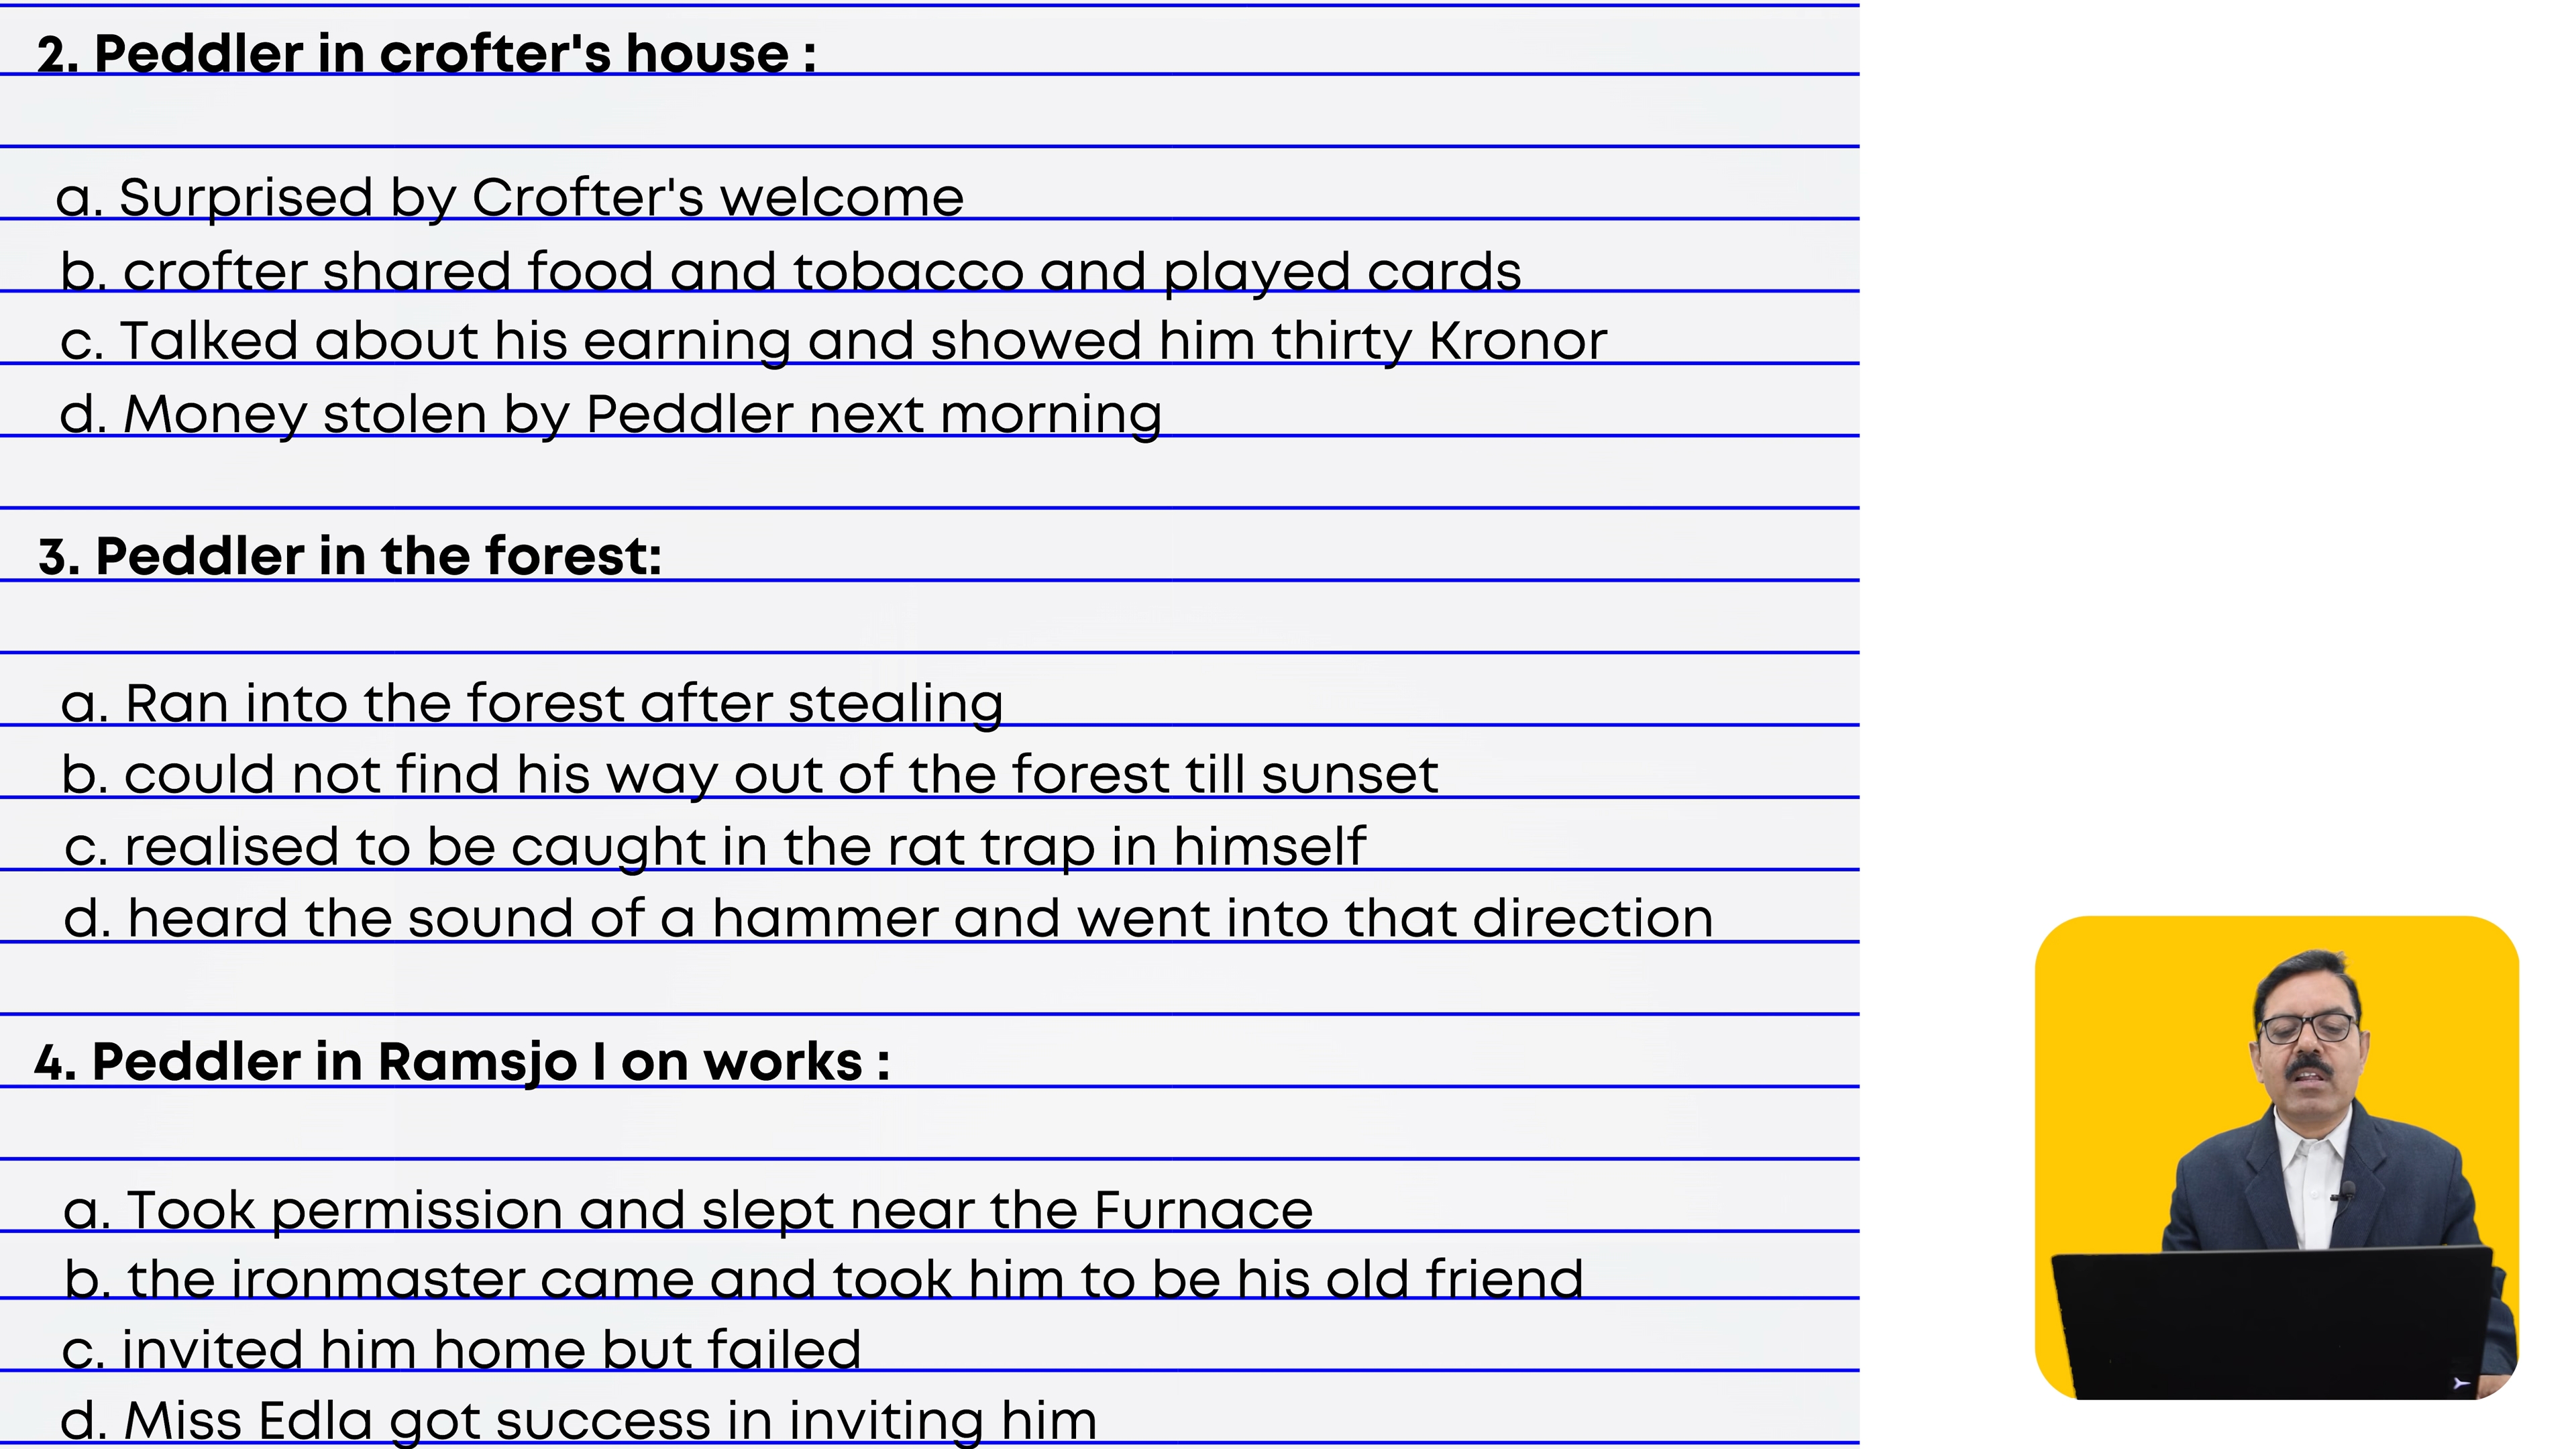 2. Peddler in crofter's house :
a. Surprised by Crofter's welcome
b. crofter shared food and tobacco and played cards
c. Talked about his earning and showed him thirty Kronor
d. Money stolen by Peddler next morning
3. Peddler in the forest:
a. Ran into the forest after stealing
b. could not find his way out of the forest till sunset
c. realised to be caught in the rat trap in himself
d. heard the sound of a hammer and went into that direction
4. Peddler in Ramsjo I on works :
a. Took permission and slept near the Furnace
b. the ironmaster came and took him to be his old friend
c. invited him home but failed
d. Miss Edla got success in inviting him